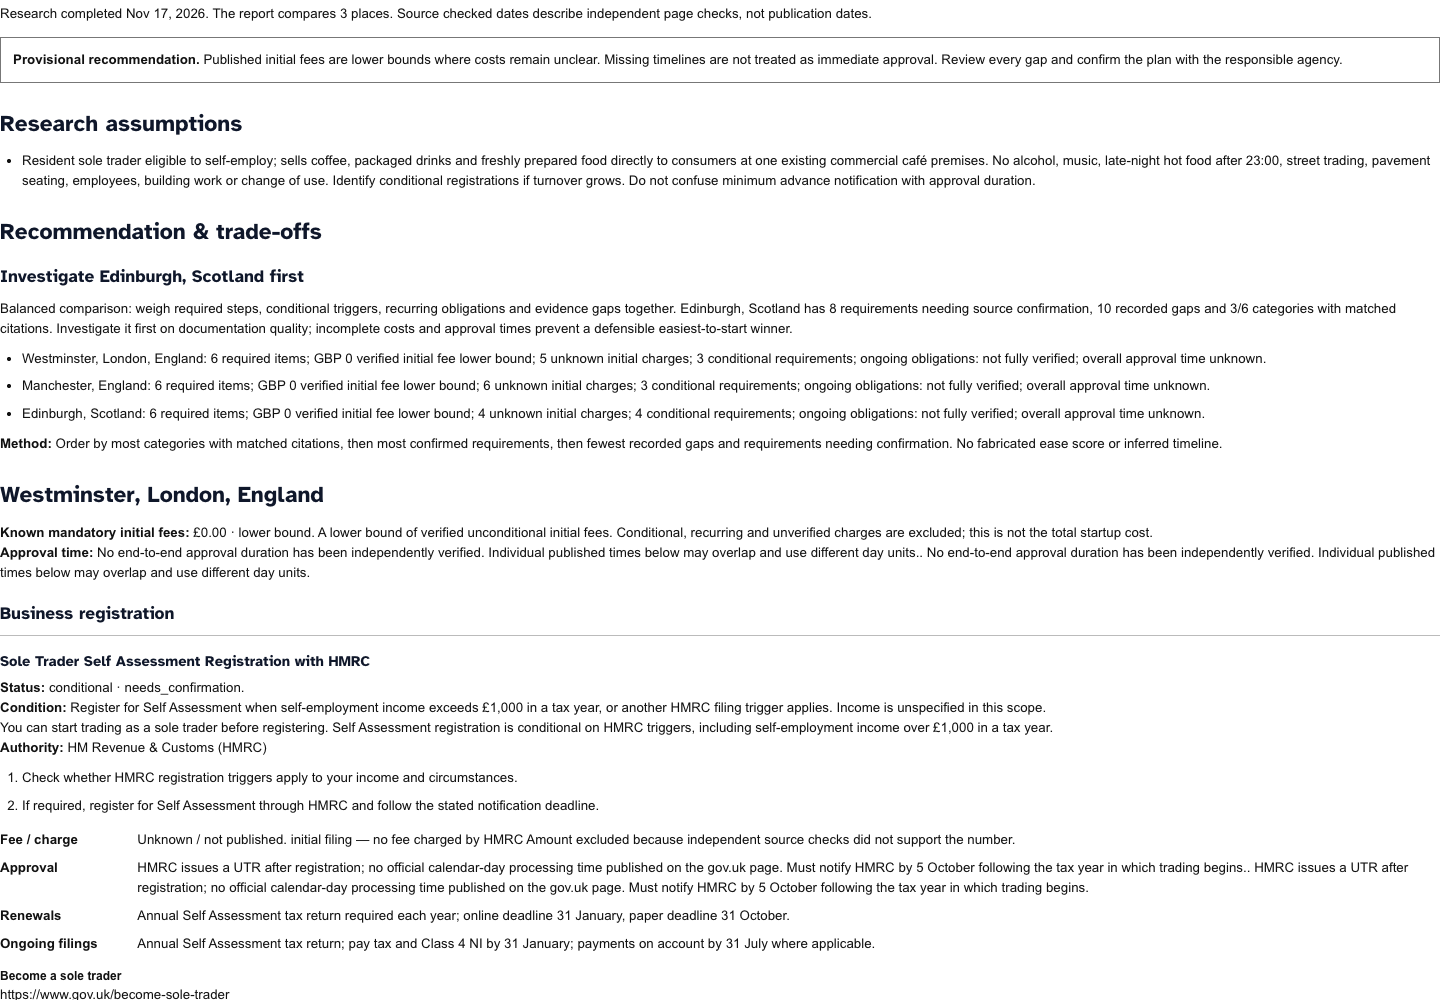 Research completed Nov 17, 2026. The report compares 3 places. Source checked dates describe independent page checks, not publication dates.
Provisional recommendation. Published initial fees are lower bounds where costs remain unclear. Missing timelines are not treated as immediate approval. Review every gap and confirm the plan with the responsible agency.
Research assumptions
• Resident sole trader eligible to self-employ; sells coffee, packaged drinks and freshly prepared food directly to consumers at one existing commercial café premises. No alcohol, music, late-night hot food after 23:00, street trading, pavement
seating, employees, building work or change of use. Identify conditional registrations if turnover grows. Do not confuse minimum advance notification with approval duration.
Recommendation & trade-offs
Investigate Edinburgh, Scotland first
Balanced comparison: weigh required steps, conditional triggers, recurring obligations and evidence gaps together. Edinburgh, Scotland has 8 requirements needing source confirmation, 10 recorded gaps and 3/6 categories with matched
citations. Investigate it first on documentation quality; incomplete costs and approval times prevent a defensible easiest-to-start winner.
• Westminster, London, England: 6 required items; GBP 0 verified initial fee lower bound; 5 unknown initial charges; 3 conditional requirements; ongoing obligations: not fully verified; overall approval time unknown.
• Manchester, England: 6 required items; GBP 0 verified initial fee lower bound; 6 unknown initial charges; 3 conditional requirements; ongoing obligations: not fully verified; overall approval time unknown.
• Edinburgh, Scotland: 6 required items; GBP 0 verified initial fee lower bound; 4 unknown initial charges; 4 conditional requirements; ongoing obligations: not fully verified; overall approval time unknown.
Method: Order by most categories with matched citations, then most confirmed requirements, then fewest recorded gaps and requirements needing confirmation. No fabricated ease score or inferred timeline.
Westminster, London, England
Known mandatory initial fees: £0.00 · lower bound. A lower bound of verified unconditional initial fees. Conditional, recurring and unverified charges are excluded; this is not the total startup cost.
Approval time: No end-to-end approval duration has been independently verified. Individual published times below may overlap and use different day units.. No end-to-end approval duration has been independently verified. Individual published
times below may overlap and use different day units.
Business registration
Sole Trader Self Assessment Registration with HMRC
Status: conditional · needs_confirmation.
Condition: Register for Self Assessment when self-employment income exceeds £1,000 in a tax year, or another HMRC filing trigger applies. Income is unspecified in this scope.
You can start trading as a sole trader before registering. Self Assessment registration is conditional on HMRC triggers, including self-employment income over £1,000 in a tax year.
Authority: HM Revenue & Customs (HMRC)
1. Check whether HMRC registration triggers apply to your income and circumstances.
2. If required, register for Self Assessment through HMRC and follow the stated notification deadline.
Fee / charge Unknown / not published. initial filing — no fee charged by HMRC Amount excluded because independent source checks did not support the number.
Approval HMRC issues a UTR after registration; no official calendar-day processing time published on the gov.uk page. Must notify HMRC by 5 October following the tax year in which trading begins.. HMRC issues a UTR after
registration; no official calendar-day processing time published on the gov.uk page. Must notify HMRC by 5 October following the tax year in which trading begins.
Renewals Annual Self Assessment tax return required each year; online deadline 31 January, paper deadline 31 October.
Ongoing filings Annual Self Assessment tax return; pay tax and Class 4 NI by 31 January; payments on account by 31 July where applicable.
Become a sole trader
https://www.gov.uk/become-sole-trader